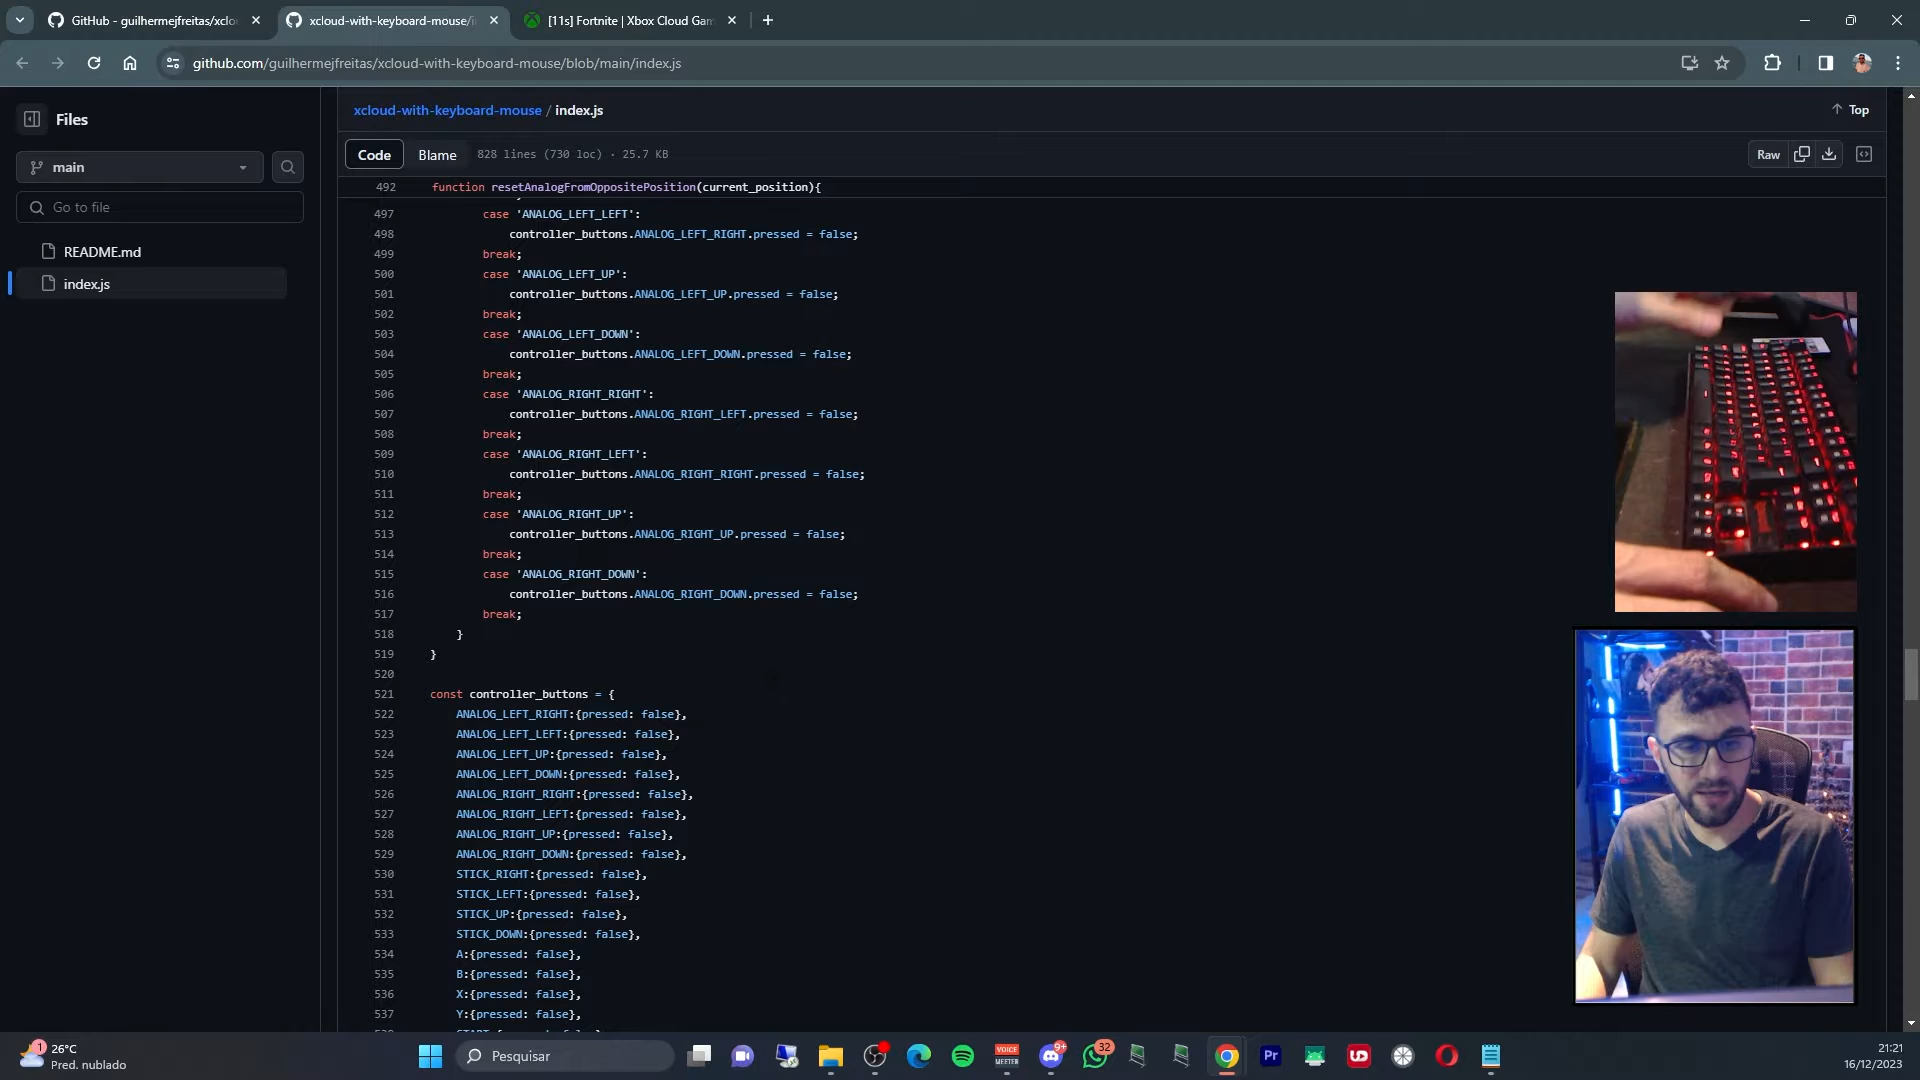 GitHub - guilhermejfreitas/xclo
xcloud-with-keyboard-mouse/i
[11s] Fortnite | Xbox Cloud Gam
github.com/guilhermejfreitas/xcloud-with-keyboard-mouse/blob/main/index.js
Files
main
Go to file
README.md
index.js
xcloud-with-keyboard-mouse / index.js
Top
Code
Blame
828 lines (730 loc) · 25.7 KB
Raw
492 function resetAnalogFromOppositePosition(current_position){
497 case 'ANALOG_LEFT_LEFT':
498 controller_buttons.ANALOG_LEFT_RIGHT.pressed = false;
499 break;
500 case 'ANALOG_LEFT_UP':
501 controller_buttons.ANALOG_LEFT_UP.pressed = false;
502 break;
503 case 'ANALOG_LEFT_DOWN':
504 controller_buttons.ANALOG_LEFT_DOWN.pressed = false;
505 break;
506 case 'ANALOG_RIGHT_RIGHT':
507 controller_buttons.ANALOG_RIGHT_LEFT.pressed = false;
508 break;
509 case 'ANALOG_RIGHT_LEFT':
510 controller_buttons.ANALOG_RIGHT_RIGHT.pressed = false;
511 break;
512 case 'ANALOG_RIGHT_UP':
513 controller_buttons.ANALOG_RIGHT_UP.pressed = false;
514 break;
515 case 'ANALOG_RIGHT_DOWN':
516 controller_buttons.ANALOG_RIGHT_DOWN.pressed = false;
517 break;
518 }
519 }
520
521 const controller_buttons = {
522 ANALOG_LEFT_RIGHT:{pressed: false},
523 ANALOG_LEFT_LEFT:{pressed: false},
524 ANALOG_LEFT_UP:{pressed: false},
525 ANALOG_LEFT_DOWN:{pressed: false},
526 ANALOG_RIGHT_RIGHT:{pressed: false},
527 ANALOG_RIGHT_LEFT:{pressed: false},
528 ANALOG_RIGHT_UP:{pressed: false},
529 ANALOG_RIGHT_DOWN:{pressed: false},
530 STICK_RIGHT:{pressed: false},
531 STICK_LEFT:{pressed: false},
532 STICK_UP:{pressed: false},
533 STICK_DOWN:{pressed: false},
534 A:{pressed: false},
535 B:{pressed: false},
536 X:{pressed: false},
537 Y:{pressed: false},
1
26°C
Pred. nublado
Pesquisar
VOICE
MEETER
9+
32
Pr
UD
21:21
16/12/2023